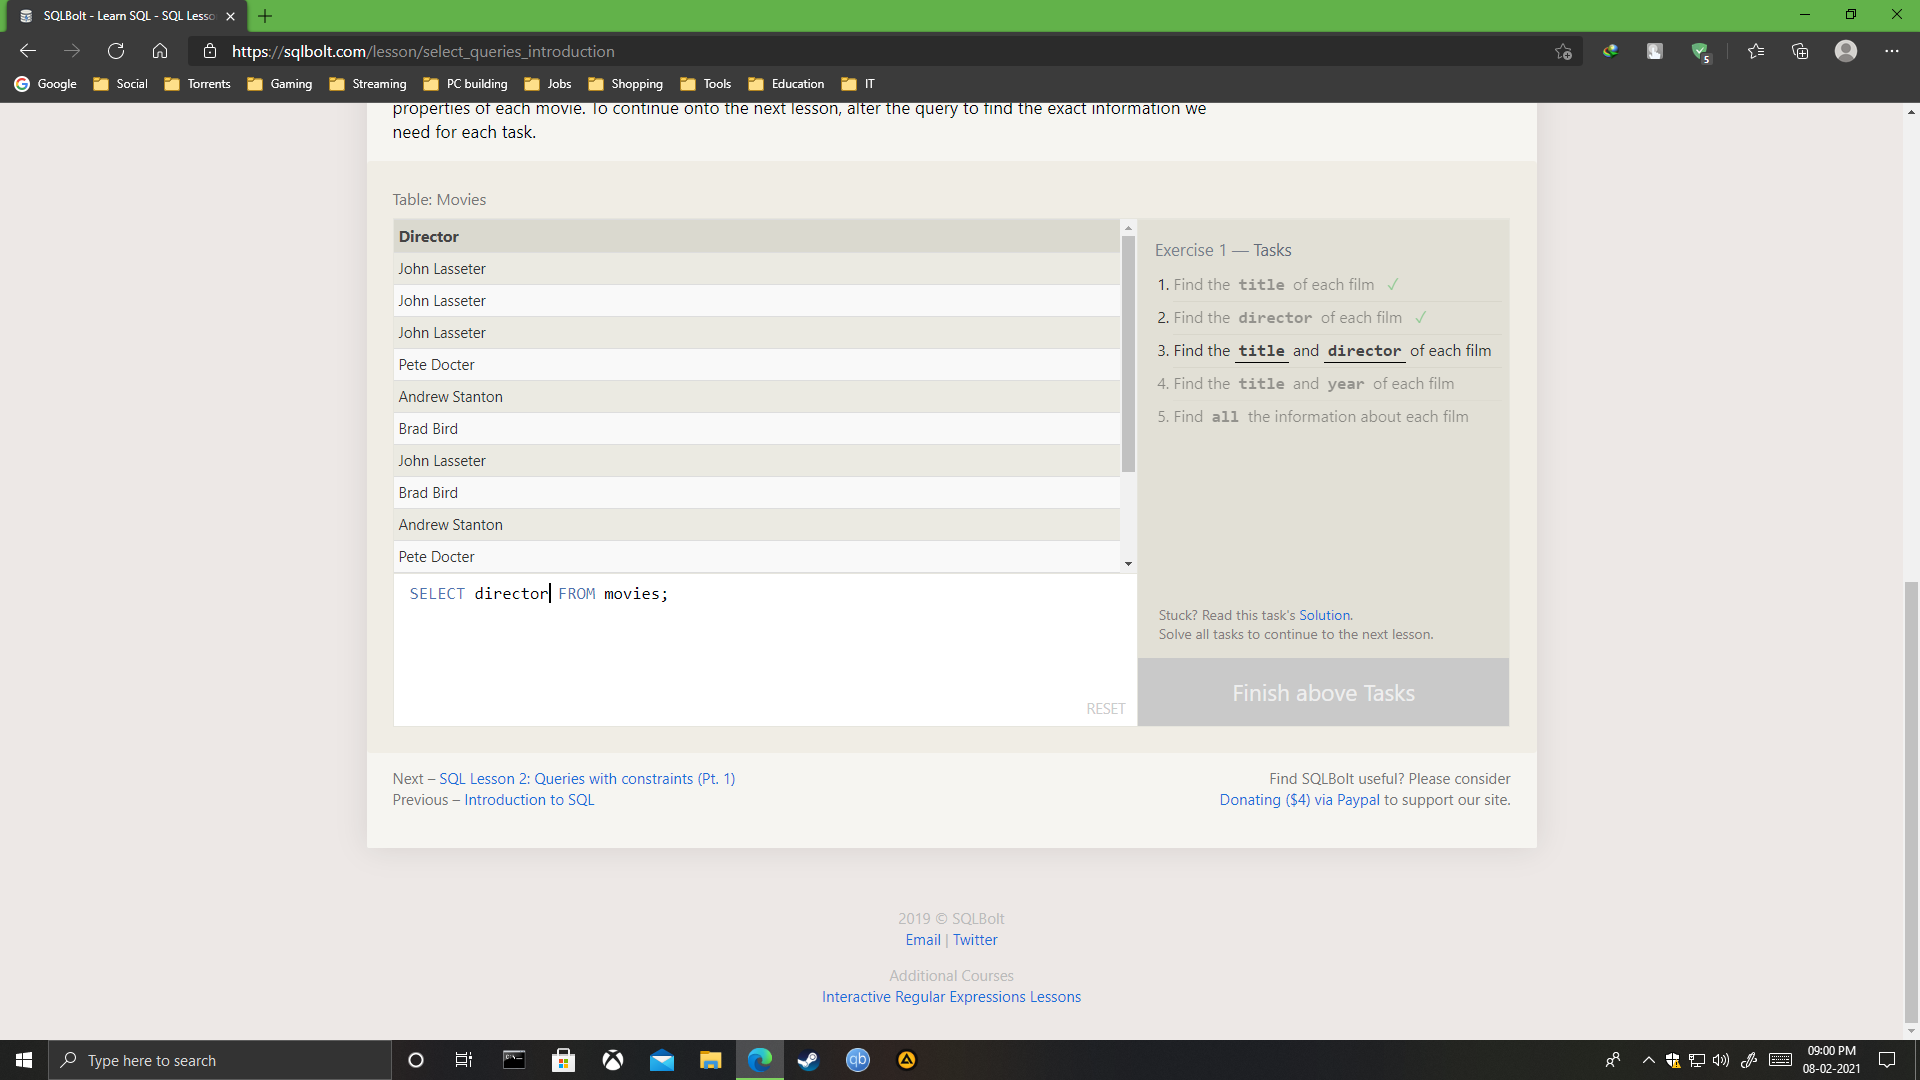 SQLBolt - Learn SQL - SQL Lesso
https://sqlbolt.com/lesson/select_queries_introduction
5
Google Social Torrents Gaming Streaming PC building Jobs Shopping Tools Education IT
properties of each movie. To continue onto the next lesson, alter the query to find the exact information we
need for each task.
Table: Movies
Director
John Lasseter
John Lasseter
John Lasseter
Pete Docter
Andrew Stanton
Brad Bird
John Lasseter
Brad Bird
Andrew Stanton
Pete Docter
SELECT director FROM movies;
RESET
Exercise 1 — Tasks
1. Find the title of each film ✓
2. Find the director of each film ✓
3. Find the title and director of each film
4. Find the title and year of each film
5. Find all the information about each film
Stuck? Read this task's Solution.
Solve all tasks to continue to the next lesson.
Finish above Tasks
Next – SQL Lesson 2: Queries with constraints (Pt. 1)
Previous – Introduction to SQL
Find SQLBolt useful? Please consider
Donating ($4) via Paypal to support our site.
2019 © SQLBolt
Email | Twitter
Additional Courses
Interactive Regular Expressions Lessons
Type here to search
qb
09:00 PM
08-02-2021